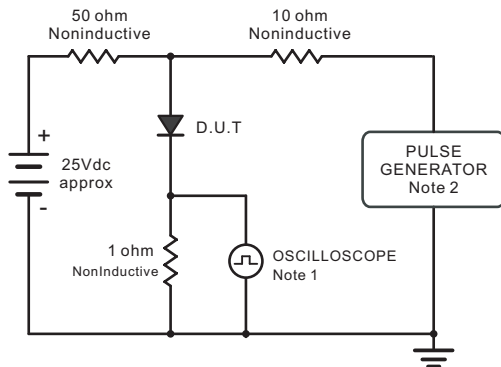 50 ohm
Noninductive
10 ohm
Noninductive
D.U.T
+
25Vdc
approx
-
PULSE
GENERATOR
Note 2
1 ohm
NonInductive
OSCILLOSCOPE
Note 1